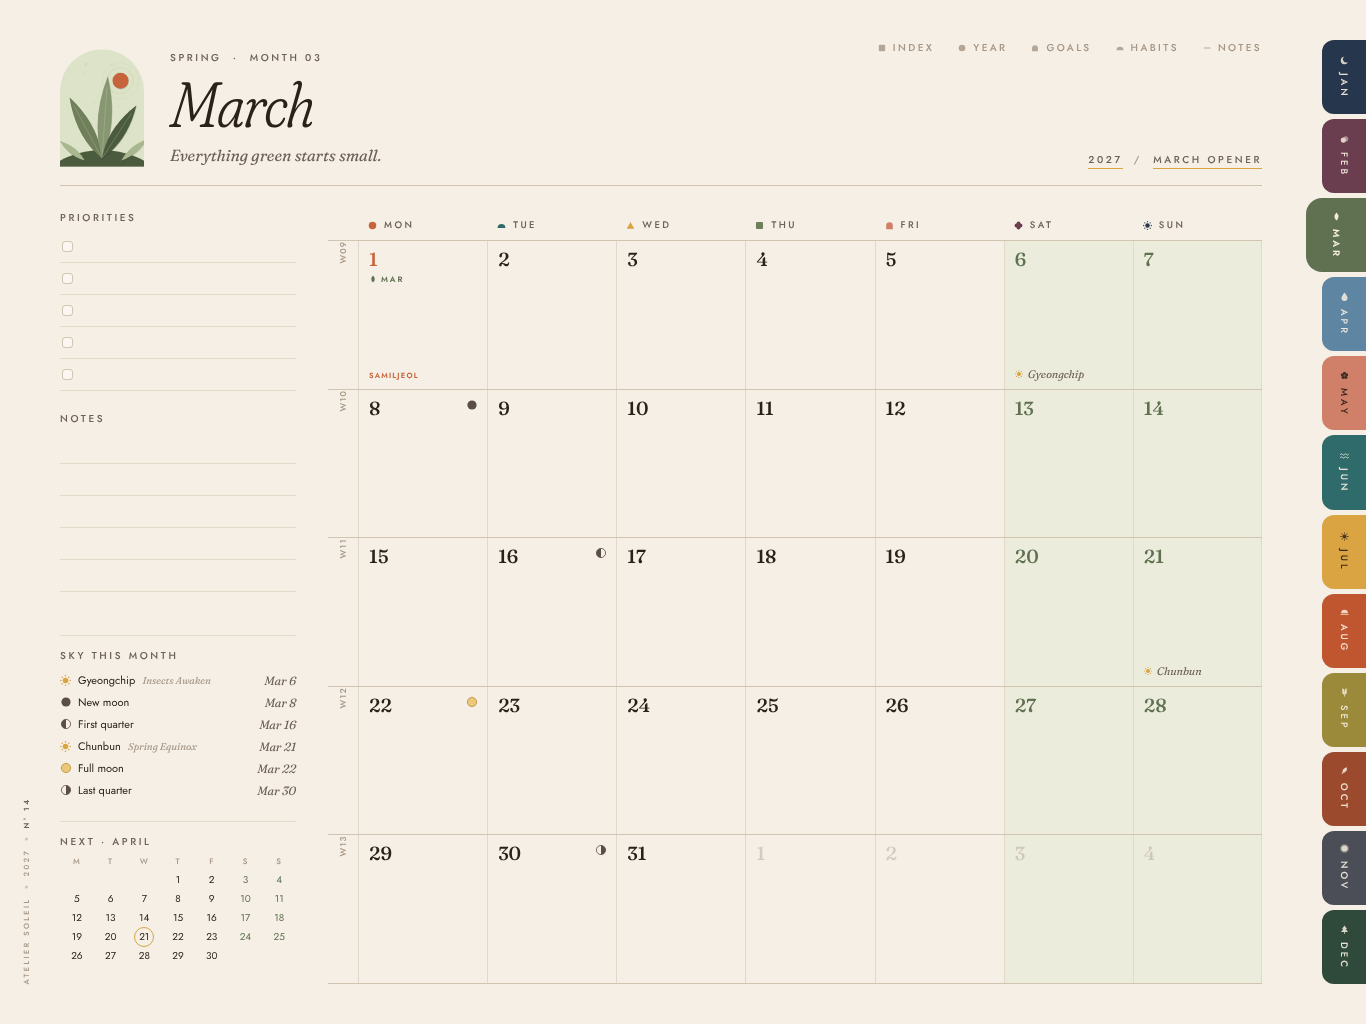 SPRING · MONTH 03
March
Everything green starts small.
INDEX YEAR GOALS HABITS NOTES
2027 / MARCH OPENER
PRIORITIES
NOTES
SKY THIS MONTH
Gyeongchip Insects Awaken Mar 6
New moon Mar 8
First quarter Mar 16
Chunbun Spring Equinox Mar 21
Full moon Mar 22
Last quarter Mar 30
NEXT · APRIL
M T W T F S S
1 2 3 4
5 6 7 8 9 10 11
12 13 14 15 16 17 18
19 20 21 22 23 24 25
26 27 28 29 30
ATELIER SOLEIL ☀ 2027 ☀ N° 14
MON TUE WED THU FRI SAT SUN
W09
1 2 3 4 5 6 7
MAR
SAMILJEOL
Gyeongchip
W10
8 9 10 11 12 13 14
W11
15 16 17 18 19 20 21
Chunbun
W12
22 23 24 25 26 27 28
W13
29 30 31 1 2 3 4
JAN
FEB
MAR
APR
MAY
JUN
JUL
AUG
SEP
OCT
NOV
DEC